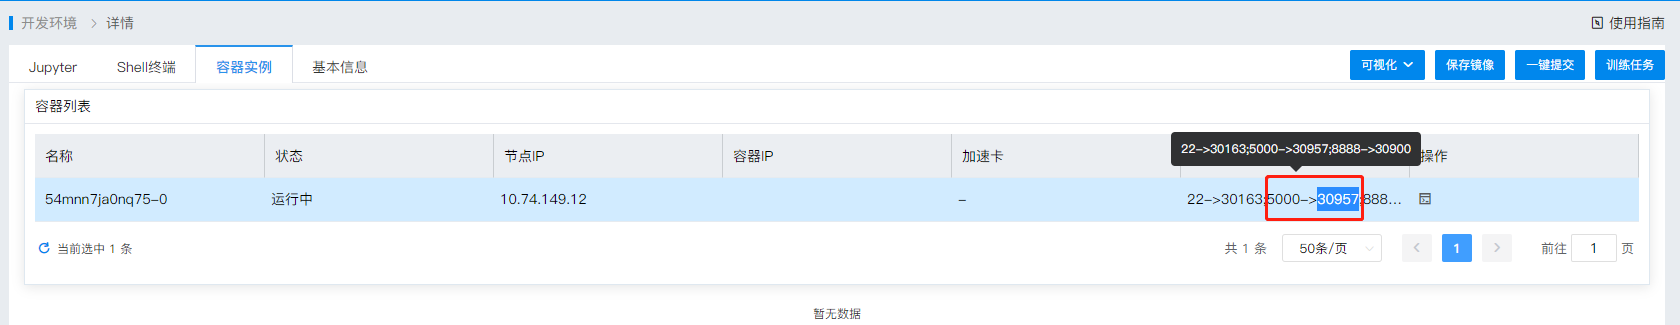 开发环境 > 详情 使用指南
Jupyter Shell终端 容器实例 基本信息 可视化 保存镜像 一键提交 训练任务
容器列表
22->30163;5000->30957;8888->30900
名称 状态 节点IP 容器IP 加速卡 操作
54mnn7ja0nq75-0 运行中 10.74.149.12 - 22->30163;5000->30957;888...
当前选中 1 条 共 1 条 50条/页 1 前往 1 页
暂无数据